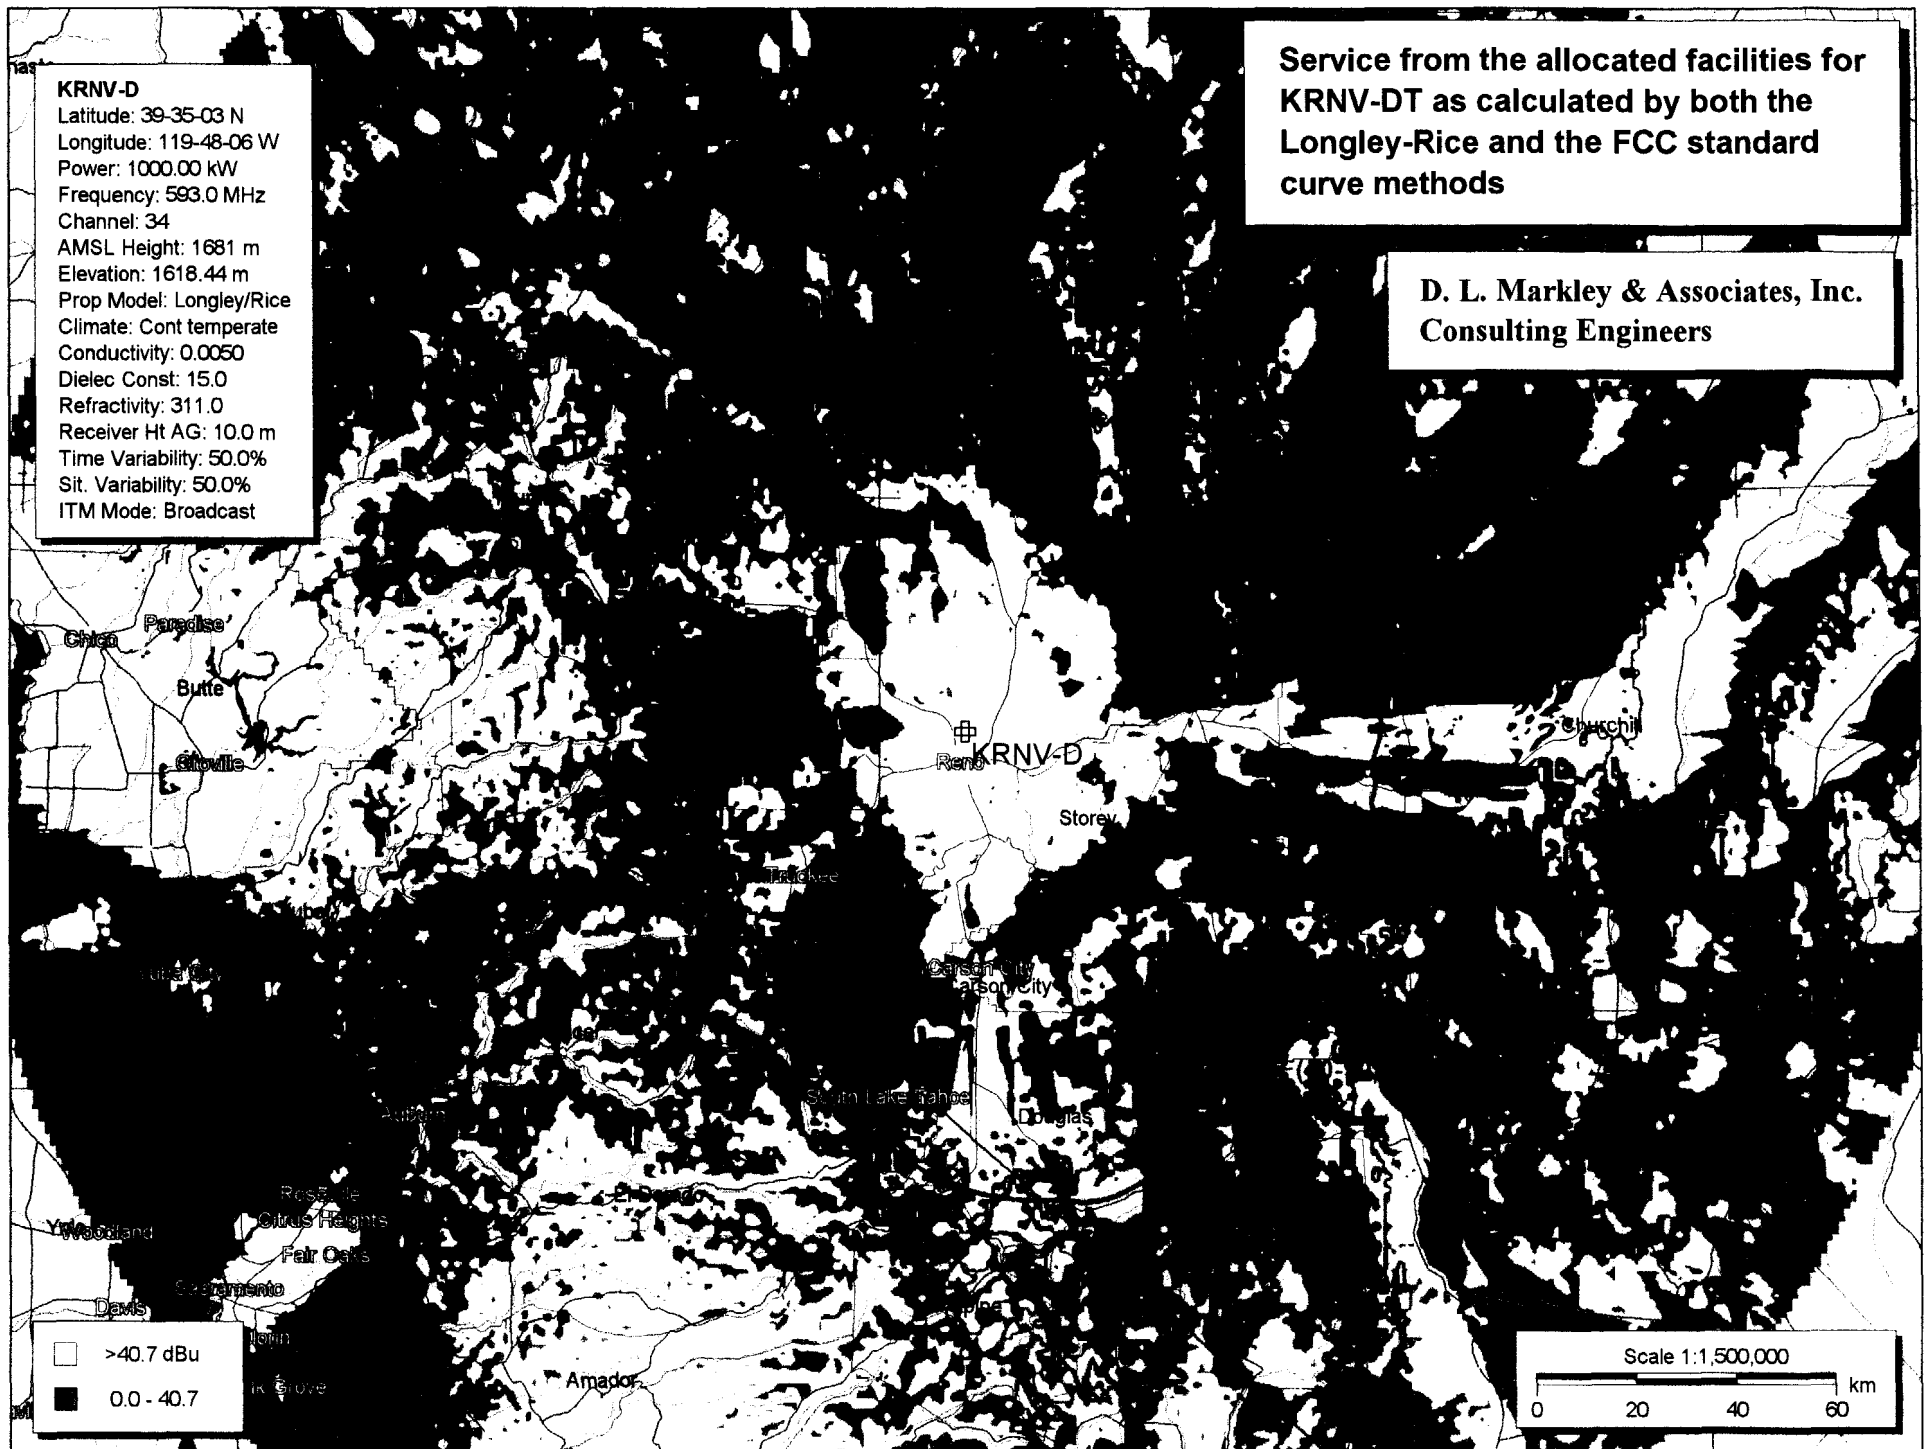 KRNV-D
Latitude: 39-35-03 N
Longitude: 119-48-06 W
Power: 1000.00 kW
Frequency: 593.0 MHz
Channel: 34
AMSL Height: 1681 m
Elevation: 1618.44 m
Prop Model: Longley/Rice
Climate: Cont temperate
Conductivity: 0.0050
Dielec Const: 15.0
Refractivity: 311.0
Receiver Ht AG: 10.0 m
Time Variability: 50.0%
Sit. Variability: 50.0%
ITM Mode: Broadcast
Service from the allocated facilities for
KRNV-DT as calculated by both the
Longley-Rice and the FCC standard
curve methods
D. L. Markley & Associates, Inc.
Consulting Engineers
Paradise
Chico
Butte
Oroville
Churchill
KRNV-D
Reno
Storey
Truckee
Yuba City
Carson City
Carson City
South Lake Tahoe
Douglas
Auburn
Roseville
El Dorado
Citrus Heights
Woodland
Fair Oaks
Sacramento
Davis
Alpine
Amador
>40.7 dBu
0.0 - 40.7
Scale 1:1,500,000
km
0 20 40 60